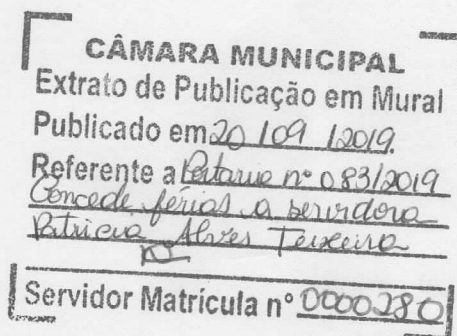 CÂMARA MUNICIPAL
Extrato de Publicação em Mural
Publicado em 20/09/2019.
Referente a Portaria nº 083/2019
Concede férias a servidora
Patricia Alves Teixeira
Servidor Matrícula nº 0000280